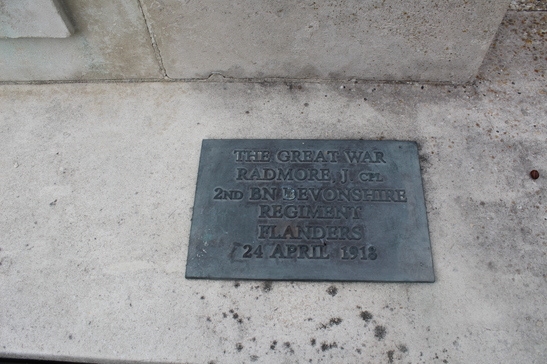 THE GREAT WAR
RADMORE, J. CPL
2ND BN DEVONSHIRE
REGIMENT
FLANDERS
24 APRIL 1918